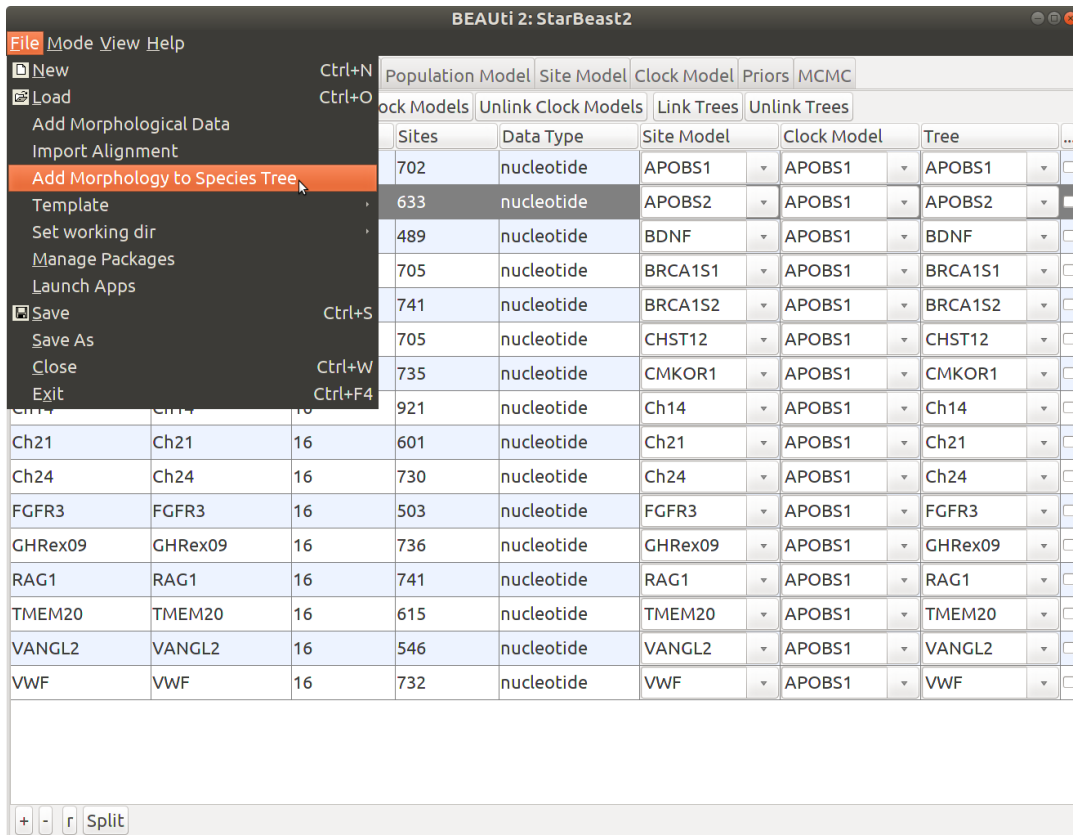 BEAUti 2: StarBeast2
File Mode View Help
New Ctrl+N
Load Ctrl+O
Add Morphological Data
Import Alignment
Add Morphology to Species Tree
Template
Set working dir
Manage Packages
Launch Apps
Save Ctrl+S
Save As
Close Ctrl+W
Exit Ctrl+F4
Population Model Site Model Clock Model Priors MCMC
ock Models Unlink Clock Models Link Trees Unlink Trees
Sites Data Type Site Model Clock Model Tree ...
702 nucleotide APOBS1 APOBS1 APOBS1
633 nucleotide APOBS2 APOBS1 APOBS2
489 nucleotide BDNF APOBS1 BDNF
705 nucleotide BRCA1S1 APOBS1 BRCA1S1
741 nucleotide BRCA1S2 APOBS1 BRCA1S2
705 nucleotide CHST12 APOBS1 CHST12
735 nucleotide CMKOR1 APOBS1 CMKOR1
Ch14 Ch14 16 921 nucleotide Ch14 APOBS1 Ch14
Ch21 Ch21 16 601 nucleotide Ch21 APOBS1 Ch21
Ch24 Ch24 16 730 nucleotide Ch24 APOBS1 Ch24
FGFR3 FGFR3 16 503 nucleotide FGFR3 APOBS1 FGFR3
GHRex09 GHRex09 16 736 nucleotide GHRex09 APOBS1 GHRex09
RAG1 RAG1 16 741 nucleotide RAG1 APOBS1 RAG1
TMEM20 TMEM20 16 615 nucleotide TMEM20 APOBS1 TMEM20
VANGL2 VANGL2 16 546 nucleotide VANGL2 APOBS1 VANGL2
VWF VWF 16 732 nucleotide VWF APOBS1 VWF
+ - r Split